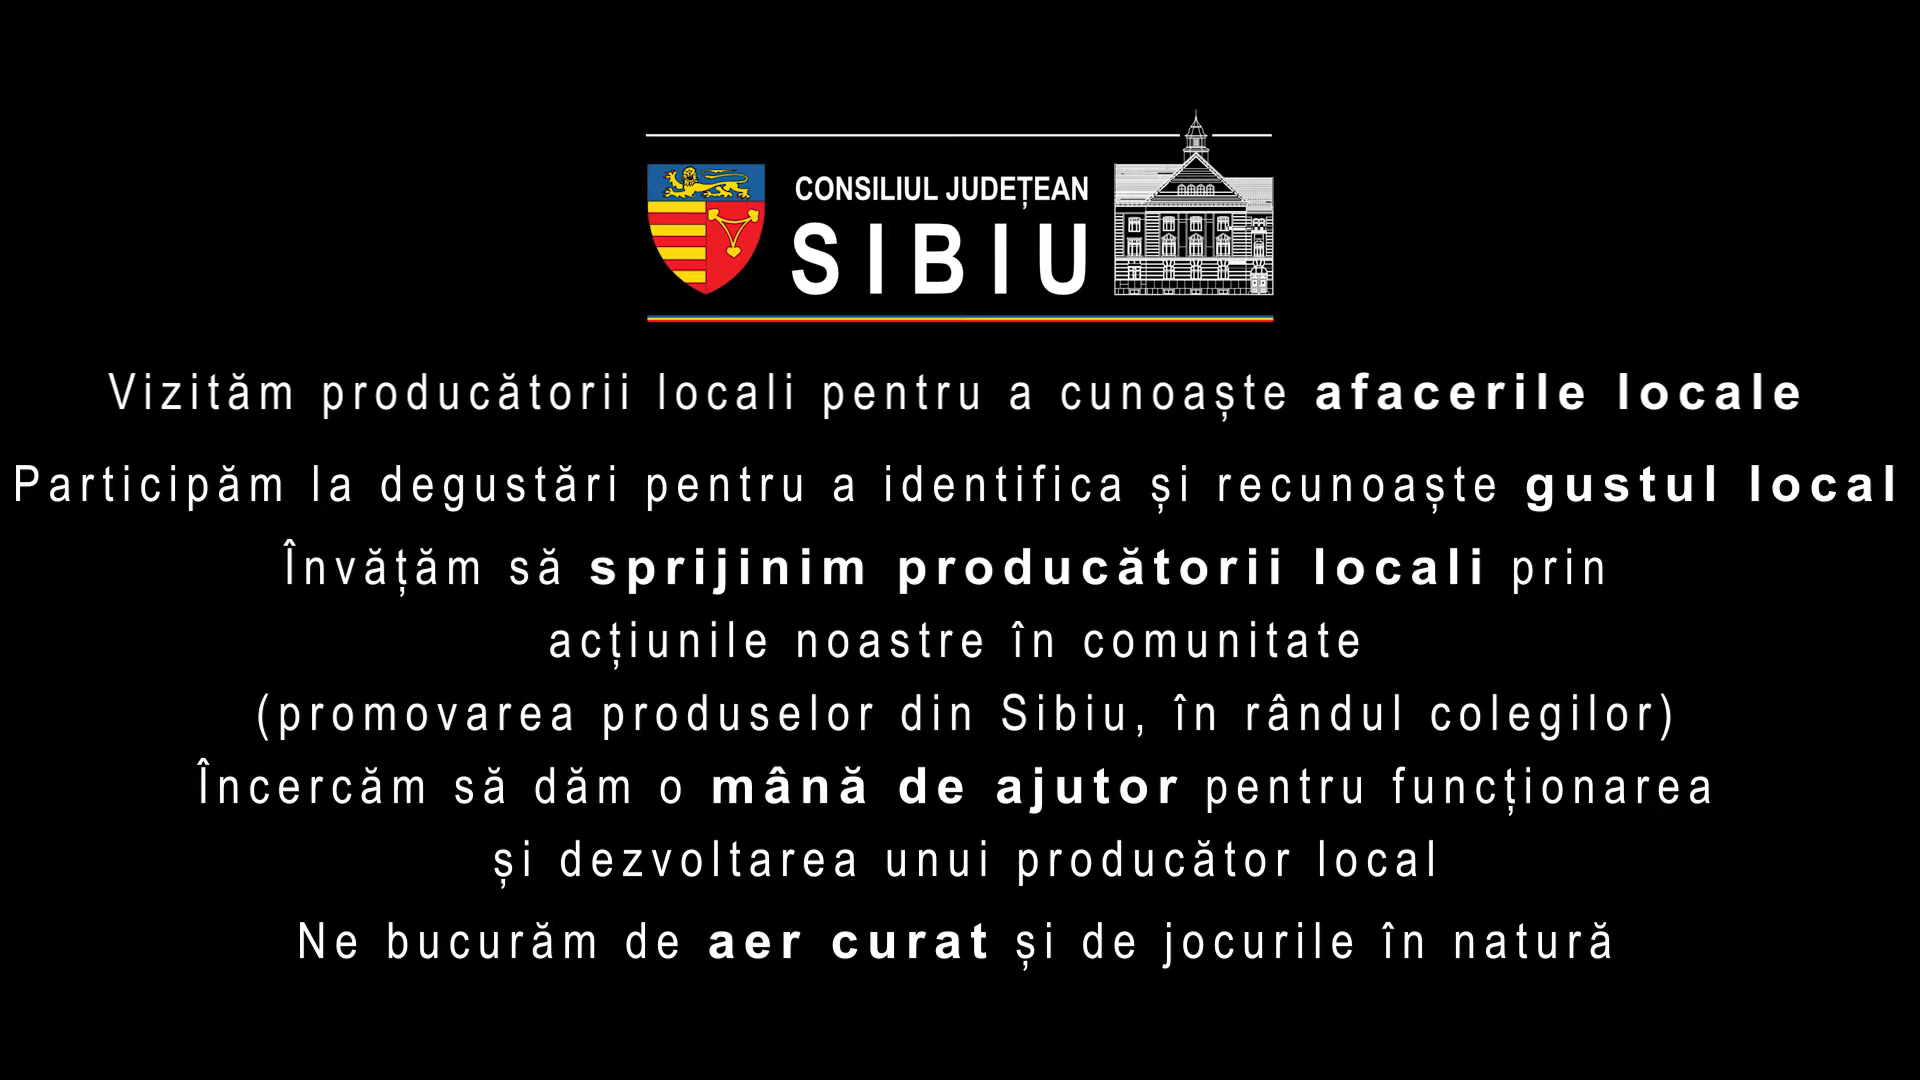 CONSILIUL JUDEȚEAN
SIBIU
Vizităm producătorii locali pentru a cunoaște afacerile locale
Participăm la degustări pentru a identifica și recunoaște gustul local
Învățăm să sprijinim producătorii locali prin
acțiunile noastre în comunitate
(promovarea produselor din Sibiu, în rândul colegilor)
Încercăm să dăm o mână de ajutor pentru funcționarea
și dezvoltarea unui producător local
Ne bucurăm de aer curat și de jocurile în natură